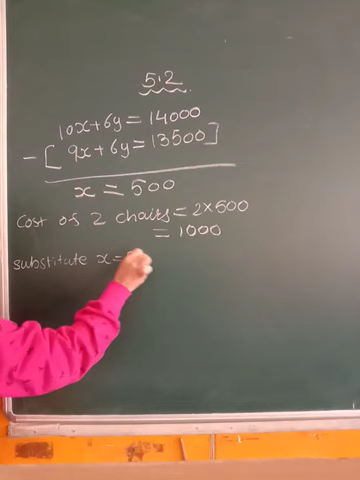 5.2
10x+6y=14000
-[9x+6y=13500]
x=500
Cost of 2 chairs=2×500
=1000
substitute x=